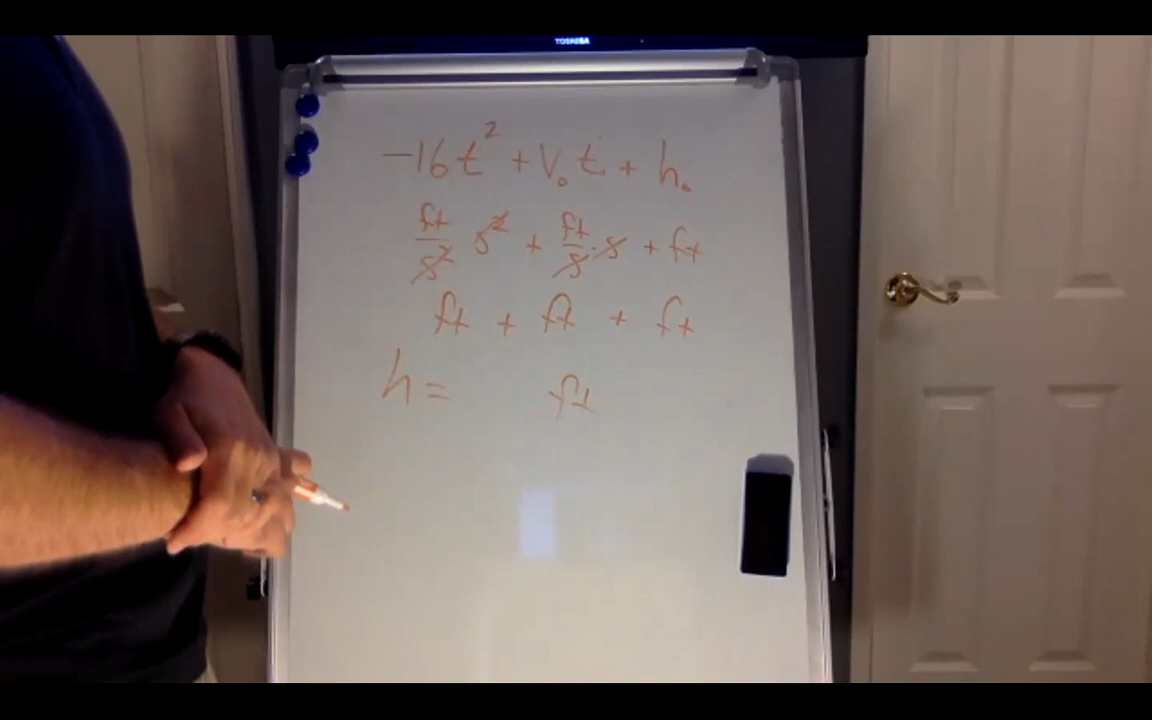 TOSHIBA
-16t² + V₀t + h₀
ft/s² s² + ft/s · s + ft
ft + ft + ft
h = ft